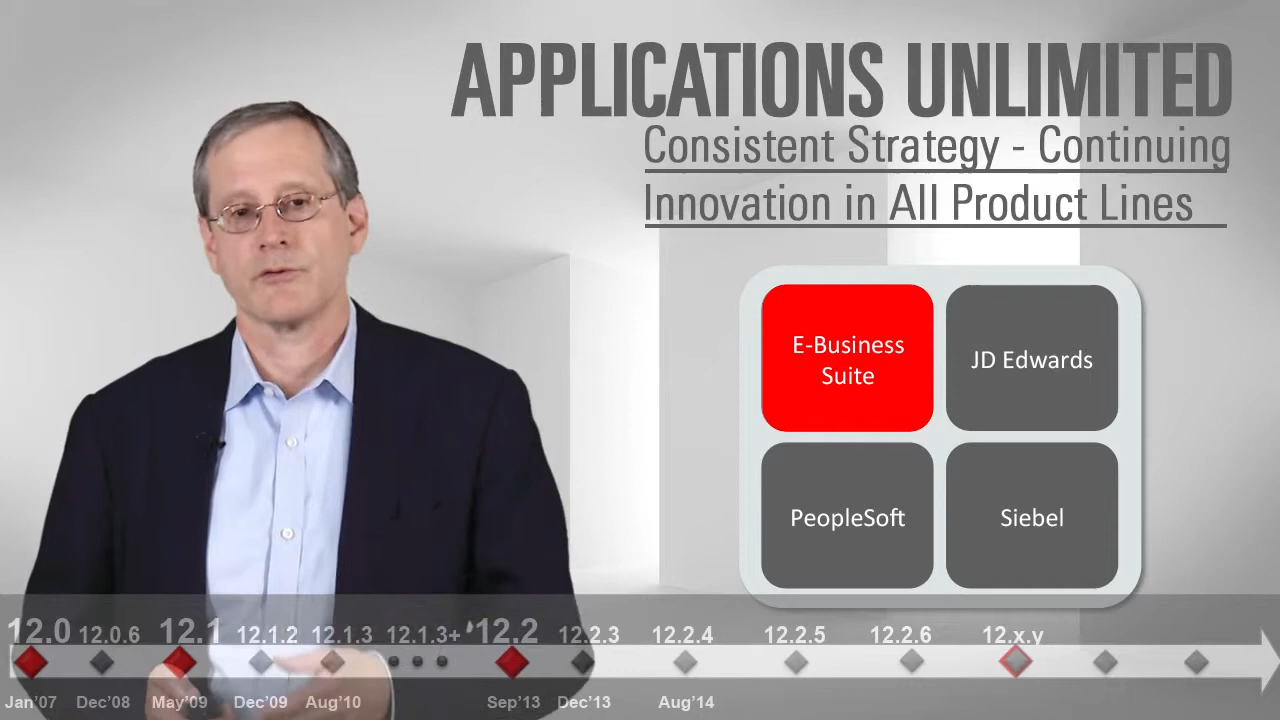 APPLICATIONS UNLIMITED
Consistent Strategy - Continuing
Innovation in All Product Lines
E-Business
Suite
JD Edwards
PeopleSoft
Siebel
12.0 12.0.6 12.1 12.1.2 12.1.3 12.1.3+ 12.2 12.2.3 12.2.4 12.2.5 12.2.6 12.x.y
Jan'07 Dec'08 May'09 Dec'09 Aug'10 Sep'13 Dec'13 Aug'14